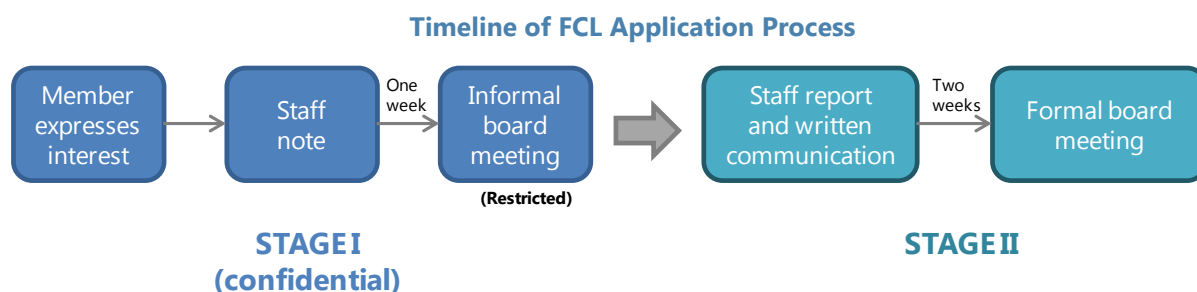 Timeline of FCL Application Process
Member
expresses
interest
Staff
note
One
week
Informal
board
meeting
(Restricted)
Staff report
and written
communication
Two
weeks
Formal board
meeting
STAGE I
(confidential)
STAGE II